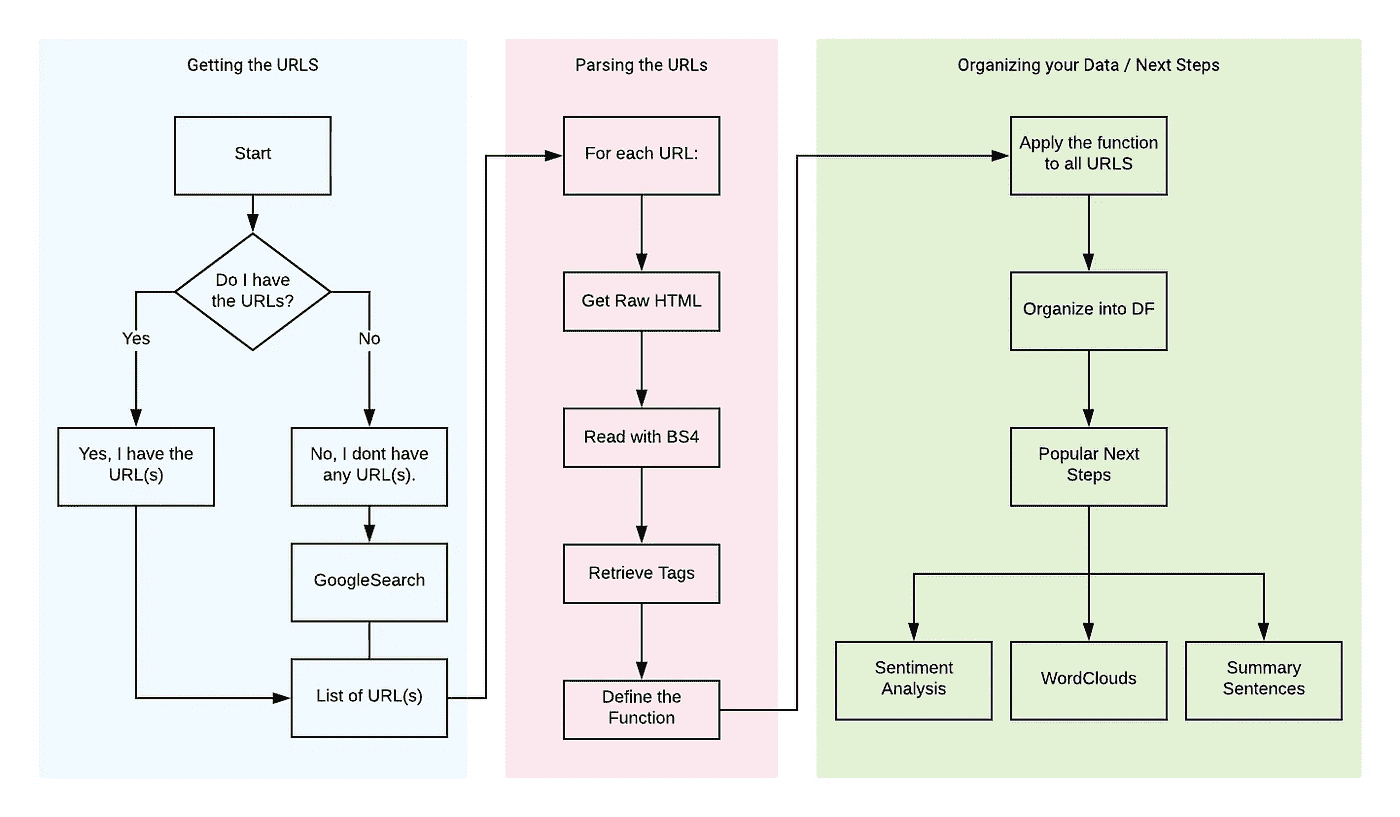 Getting the URLS
Start
Do I have
the URLs?
Yes
No
Yes, I have the
URL(s)
No, I dont have
any URL(s).
GoogleSearch
List of URL(s)
Parsing the URLs
For each URL:
Get Raw HTML
Read with BS4
Retrieve Tags
Define the
Function
Organizing your Data / Next Steps
Apply the function
to all URLS
Organize into DF
Popular Next
Steps
Sentiment
Analysis
WordClouds
Summary
Sentences